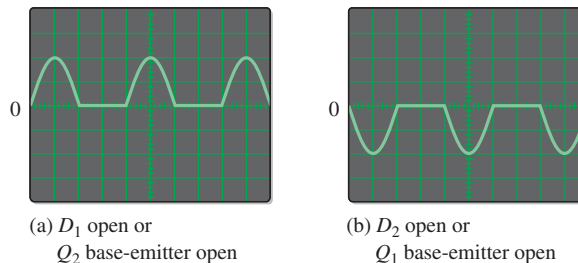 0
0
(a) D₁ open or
Q₂ base-emitter open
(b) D₂ open or
Q₁ base-emitter open